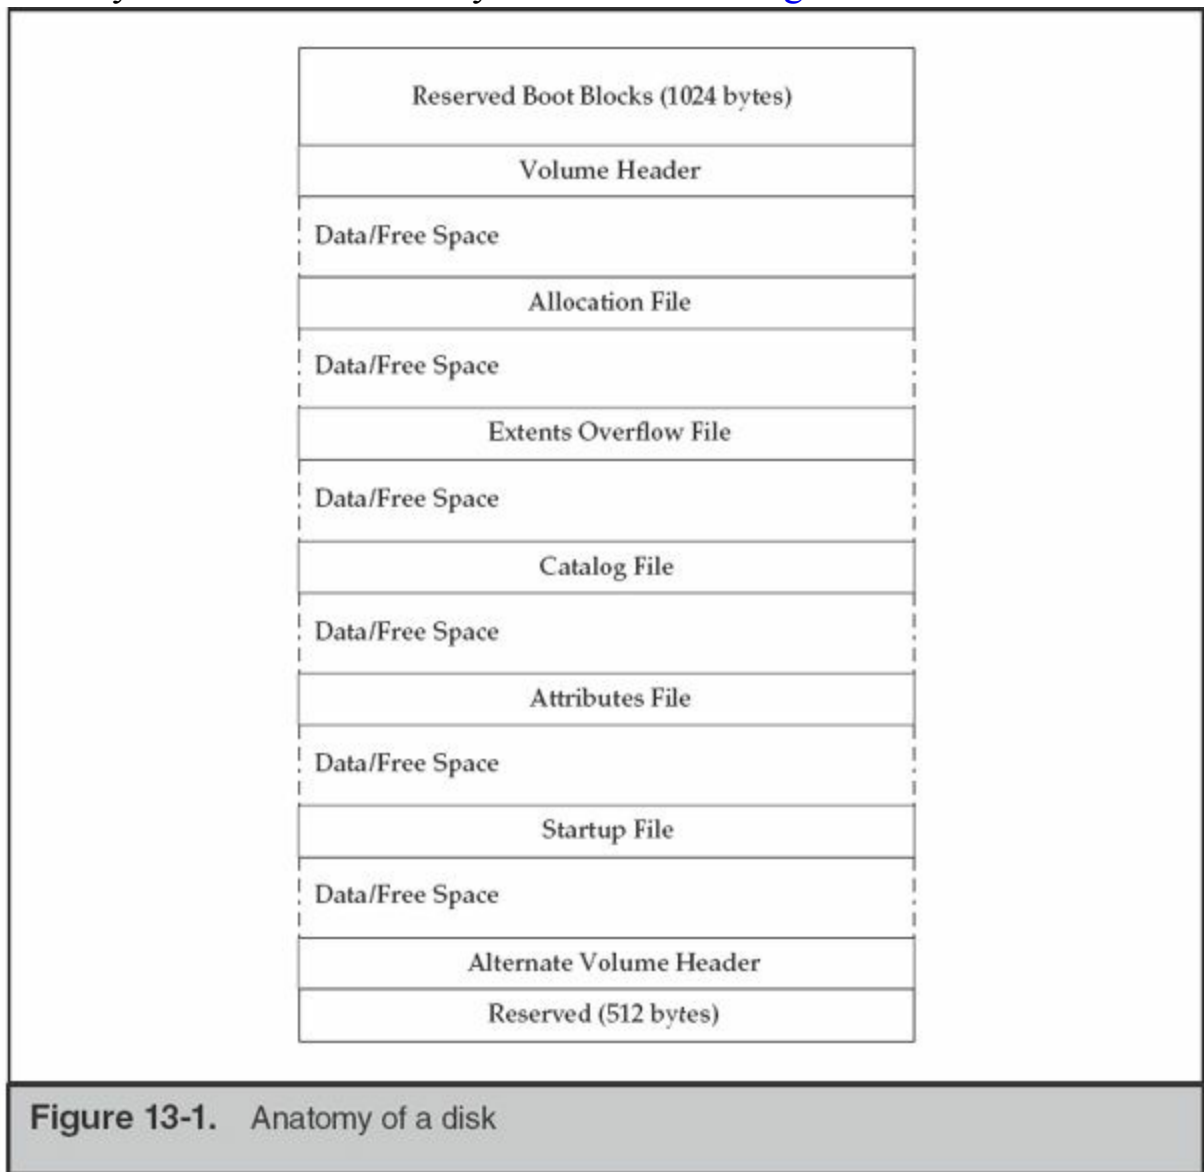 Reserved Boot Blocks (1024 bytes)
Volume Header
Data/Free Space
Allocation File
Data/Free Space
Extents Overflow File
Data/Free Space
Catalog File
Data/Free Space
Attributes File
Data/Free Space
Startup File
Data/Free Space
Alternate Volume Header
Reserved (512 bytes)
Figure 13-1. Anatomy of a disk